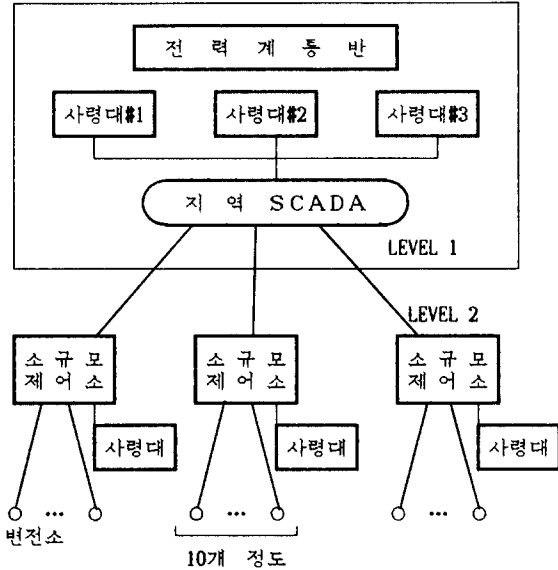 전 력 계 통 반
사령대#1 사령대#2 사령대#3
지 역 SCADA
LEVEL 1
LEVEL 2
소 규 모 소 규 모 소 규 모
제 어 소 제 어 소 제 어 소
사령대 사령대 사령대
... ... ...
변전소
10개 정도